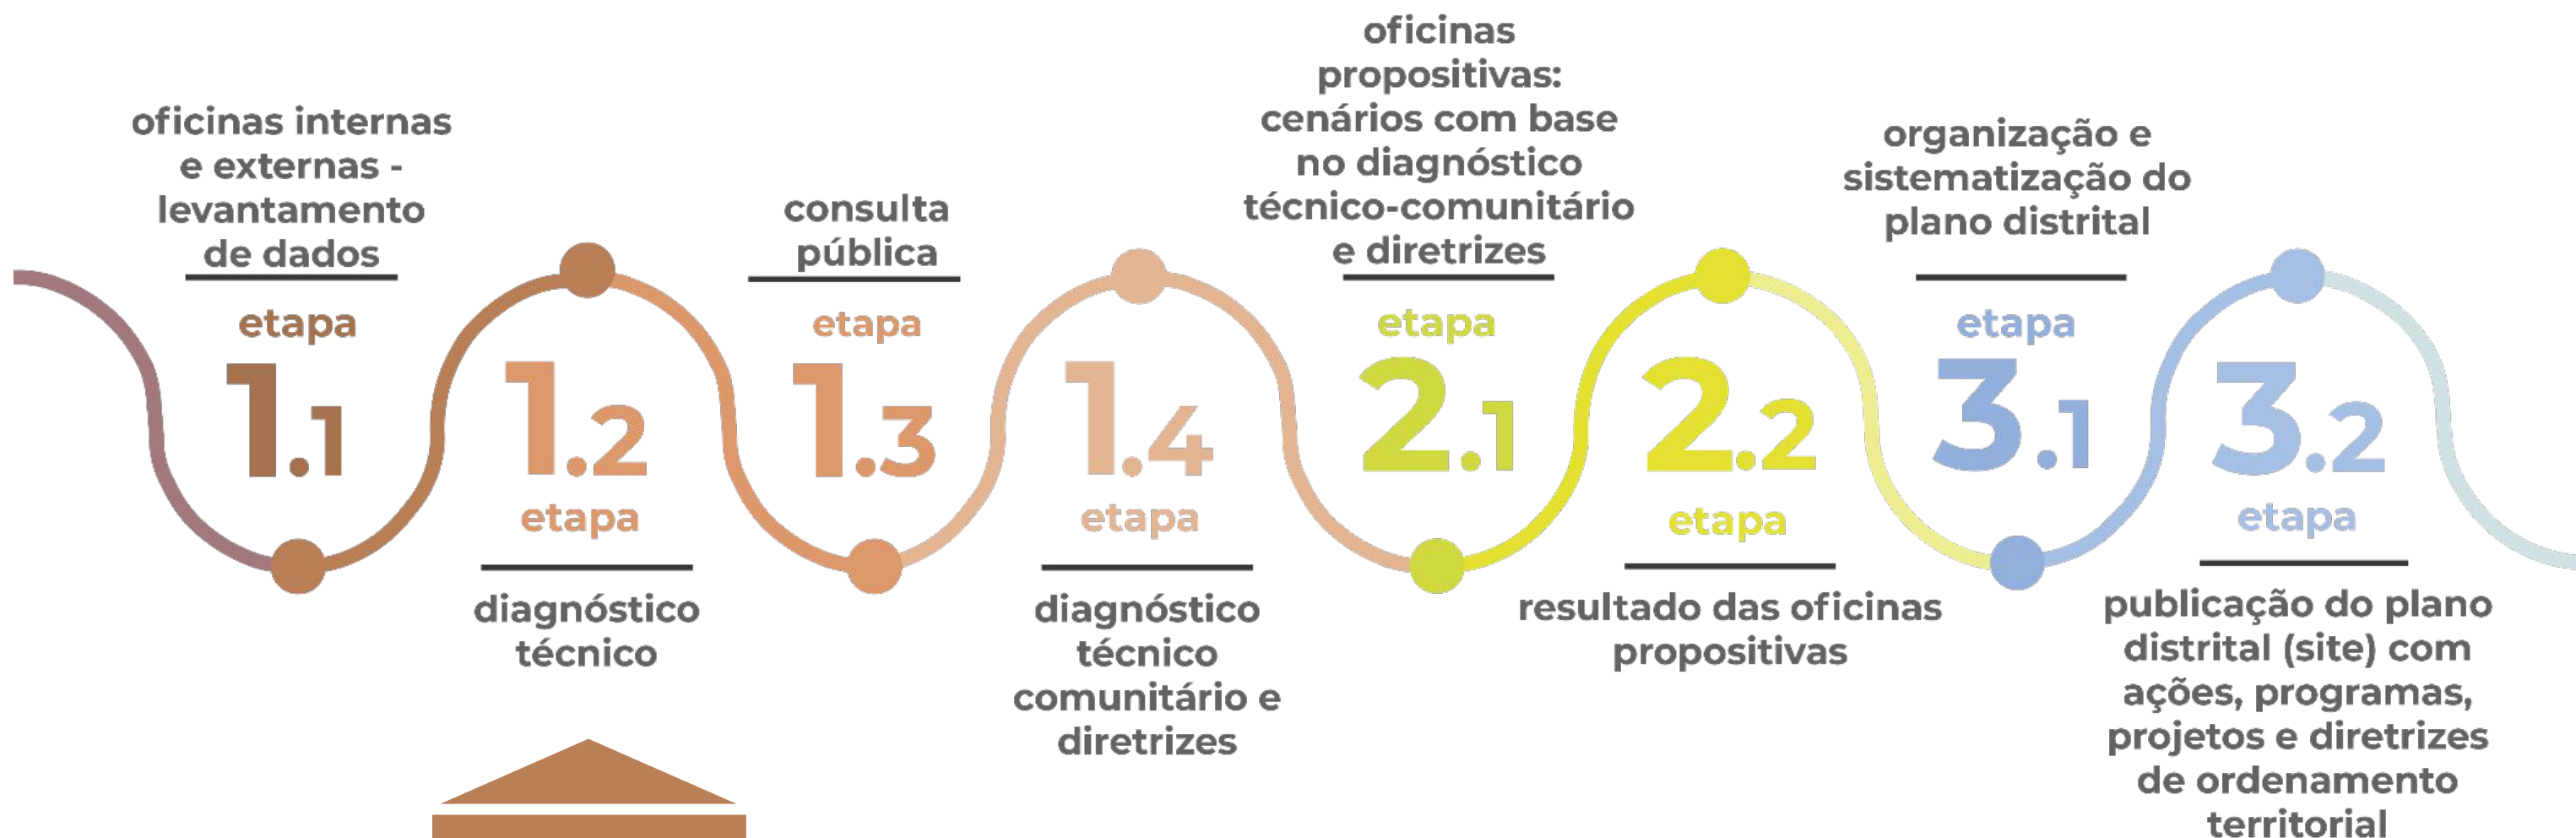 oficinas internas
e externas -
levantamento
de dados
etapa
1.1
1.2
etapa
diagnóstico
técnico
consulta
pública
etapa
1.3
1.4
etapa
diagnóstico
técnico
comunitário e
diretrizes
oficinas
propositivas:
cenários com base
no diagnóstico
técnico-comunitário
e diretrizes
etapa
2.1
2.2
etapa
resultado das oficinas
propositivas
organização e
sistematização do
plano distrital
etapa
3.1
3.2
etapa
publicação do plano
distrital (site) com
ações, programas,
projetos e diretrizes
de ordenamento
territorial